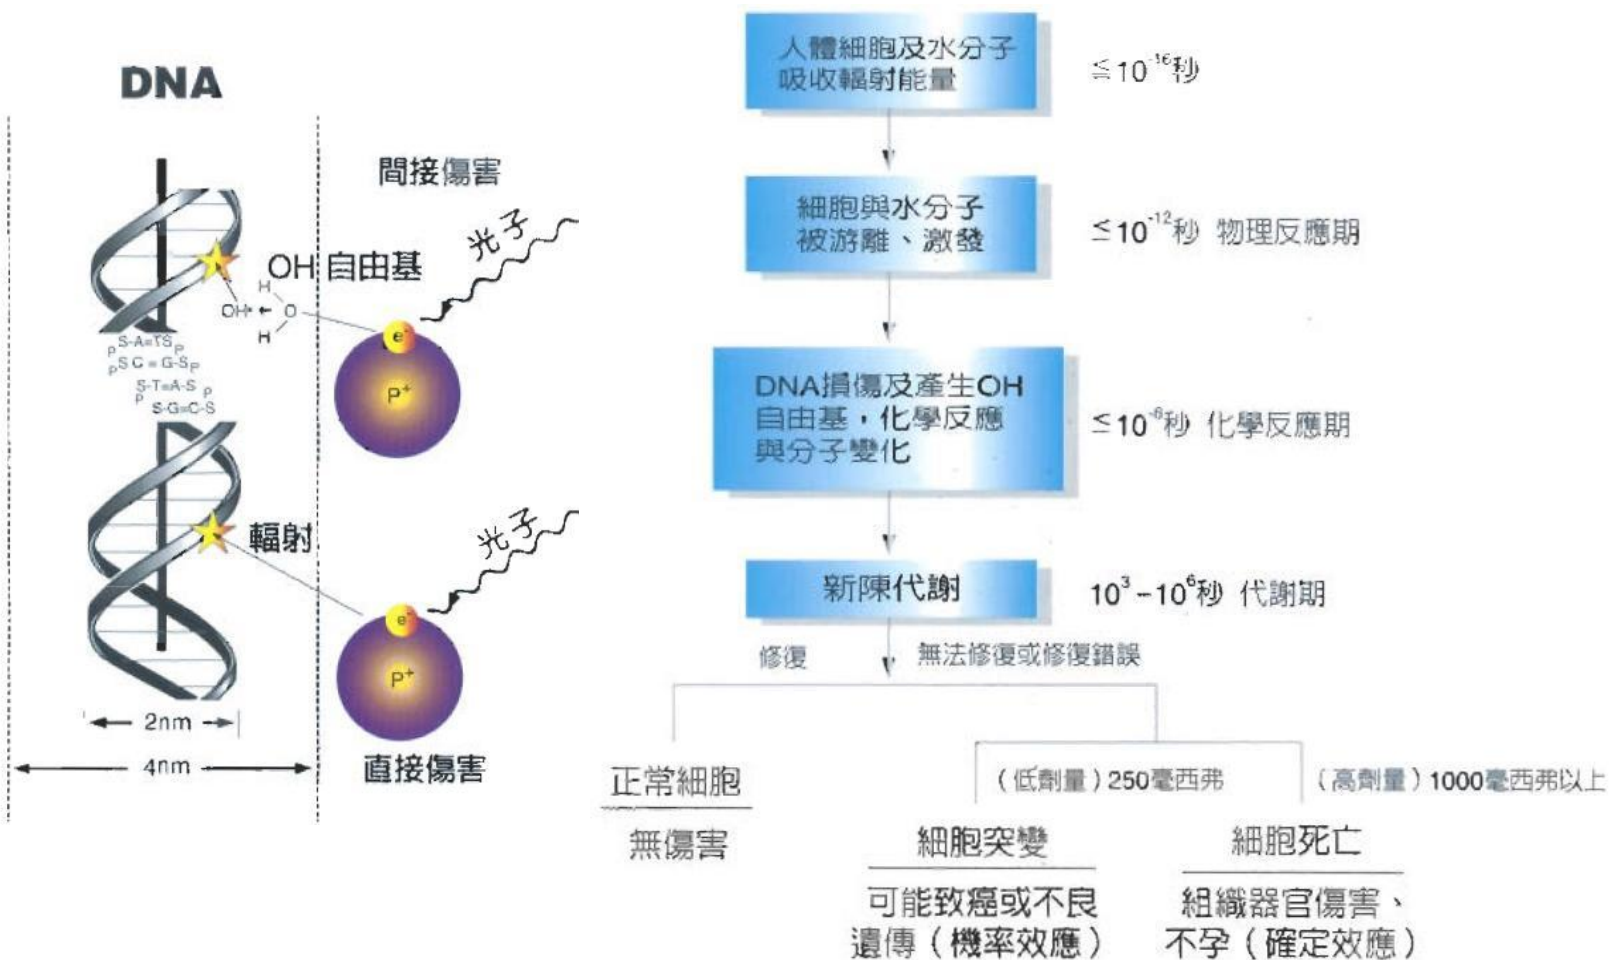 DNA
間接傷害
光子
OH 自由基
H
OH• O
H
e⁻
P⁺
S-A=TS
P P
S C ≡ G-S
P P
S-T=A-S
P P
S-G≡C-S
光子
輻射
e⁻
P⁺
2nm
4nm
直接傷害
人體細胞及水分子
吸收輻射能量
≦10⁻¹⁶秒
細胞與水分子
被游離、激發
≦10⁻¹²秒 物理反應期
DNA損傷及產生OH
自由基,化學反應
與分子變化
≦10⁻⁶秒 化學反應期
新陳代謝
10³–10⁶秒 代謝期
修復
無法修復或修復錯誤
正常細胞
無傷害
(低劑量)250毫西弗
細胞突變
可能致癌或不良
遺傳(機率效應)
(高劑量)1000毫西弗以上
細胞死亡
組織器官傷害、
不孕(確定效應)